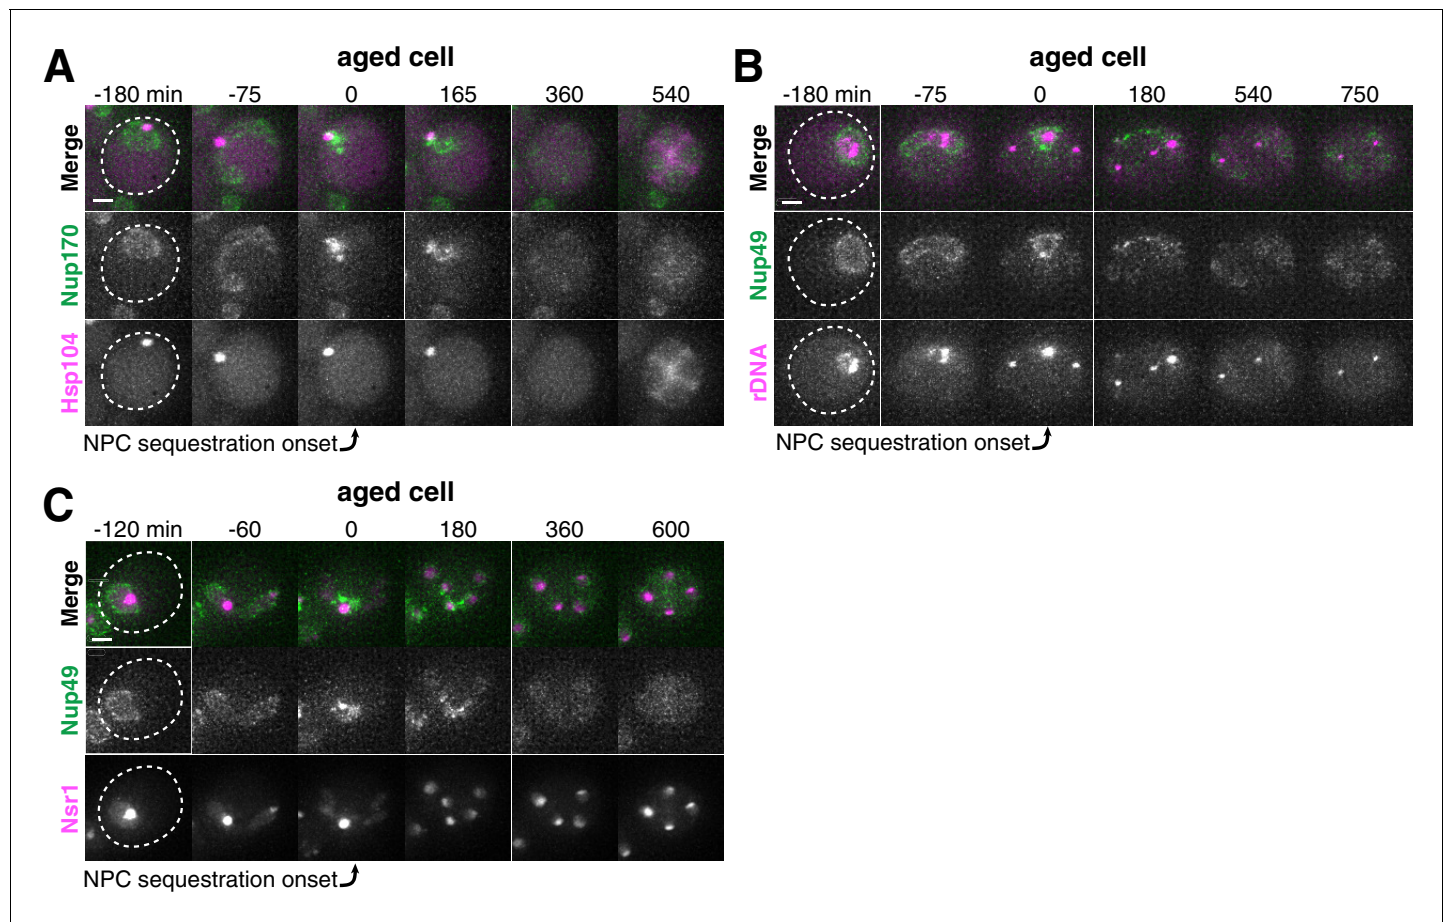 A
aged cell
-180 min -75 0 165 360 540
Merge
Nup170
Hsp104
NPC sequestration onset
B
aged cell
-180 min -75 0 180 540 750
Merge
Nup49
rDNA
NPC sequestration onset
C
aged cell
-120 min -60 0 180 360 600
Merge
Nup49
Nsr1
NPC sequestration onset